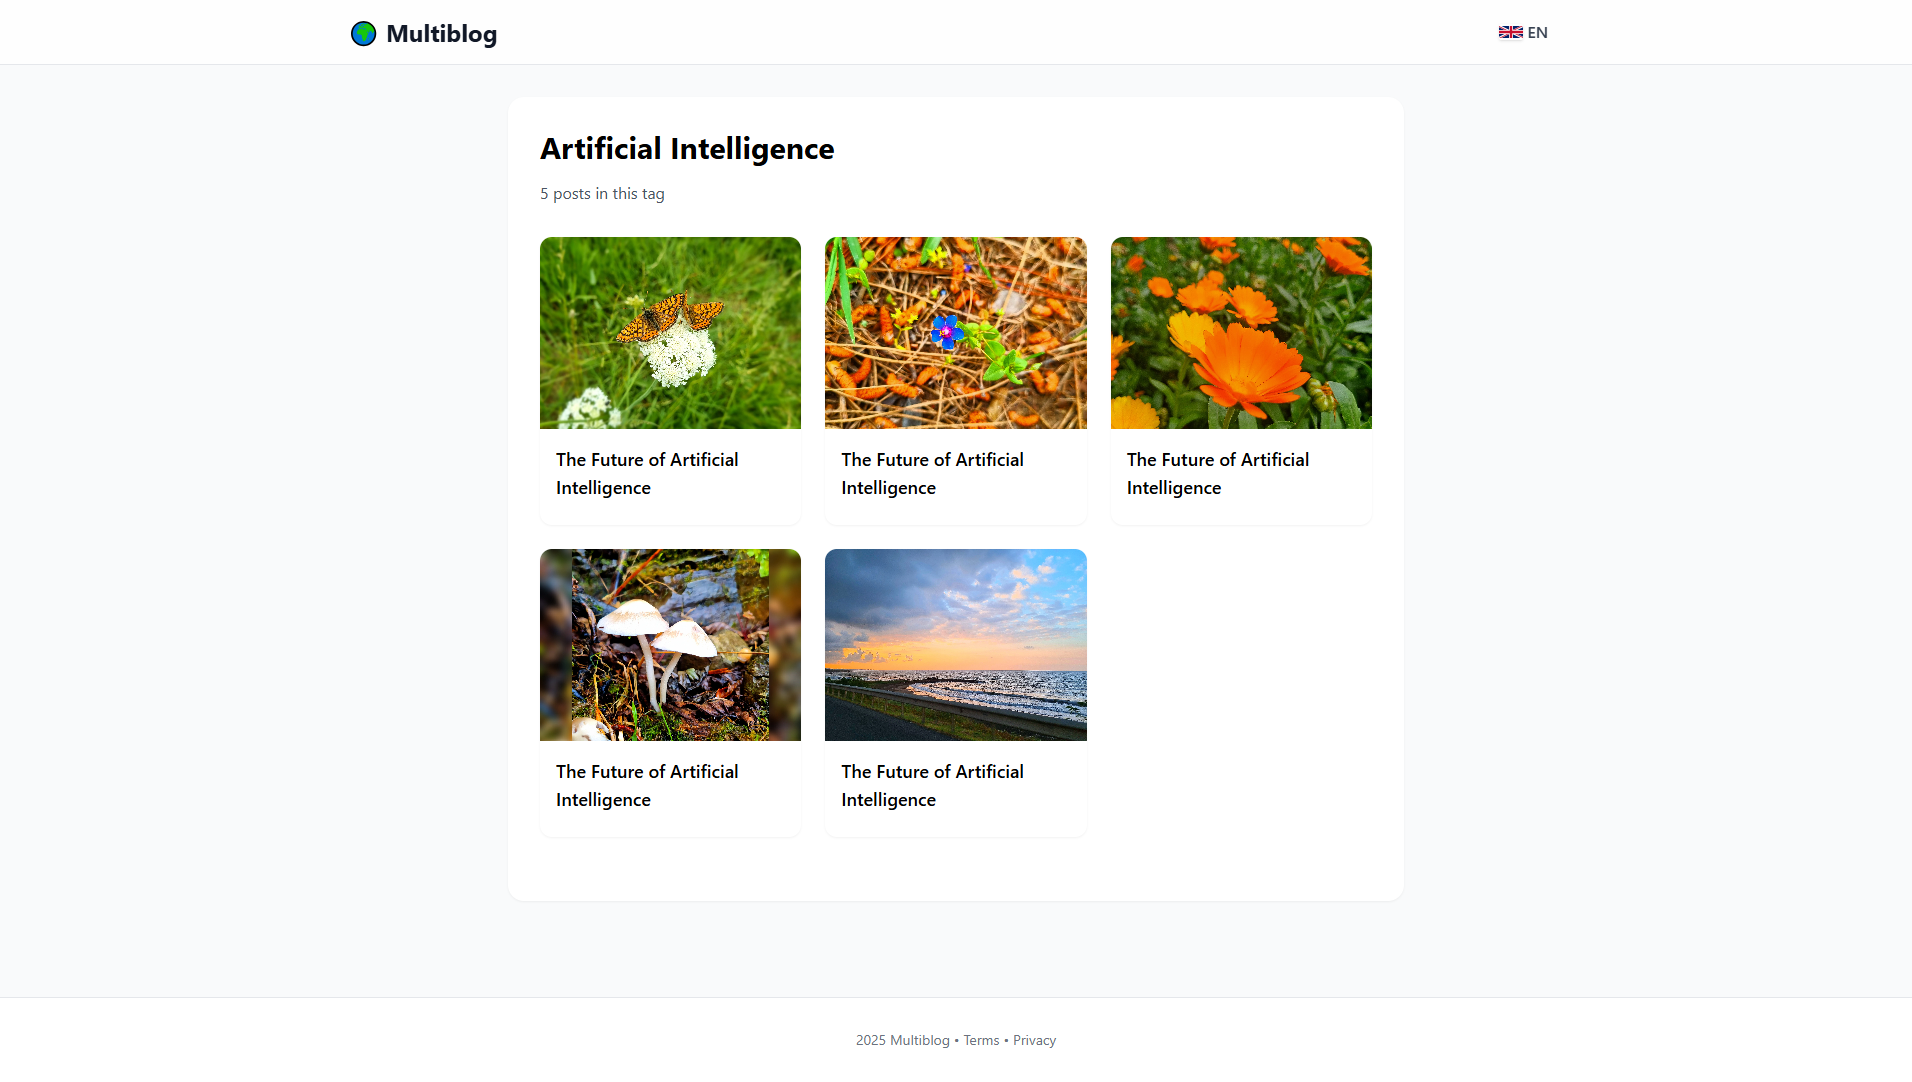 Multiblog
EN
Artificial Intelligence
5 posts in this tag
The Future of Artificial
Intelligence
The Future of Artificial
Intelligence
The Future of Artificial
Intelligence
The Future of Artificial
Intelligence
The Future of Artificial
Intelligence
2025 Multiblog • Terms • Privacy